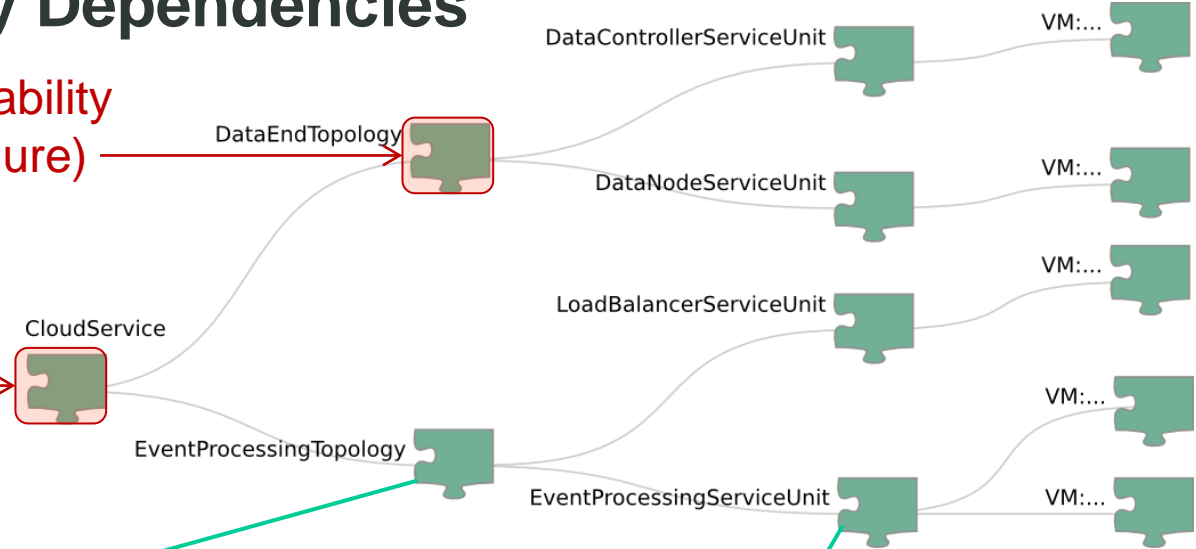 Dependencies
DataControllerServiceUnit
VM:...
ability
DataEndTopology
ure)
DataNodeServiceUnit
VM:...
VM:...
LoadBalancerServiceUnit
CloudService
VM:...
EventProcessingTopology
EventProcessingServiceUnit
VM:...